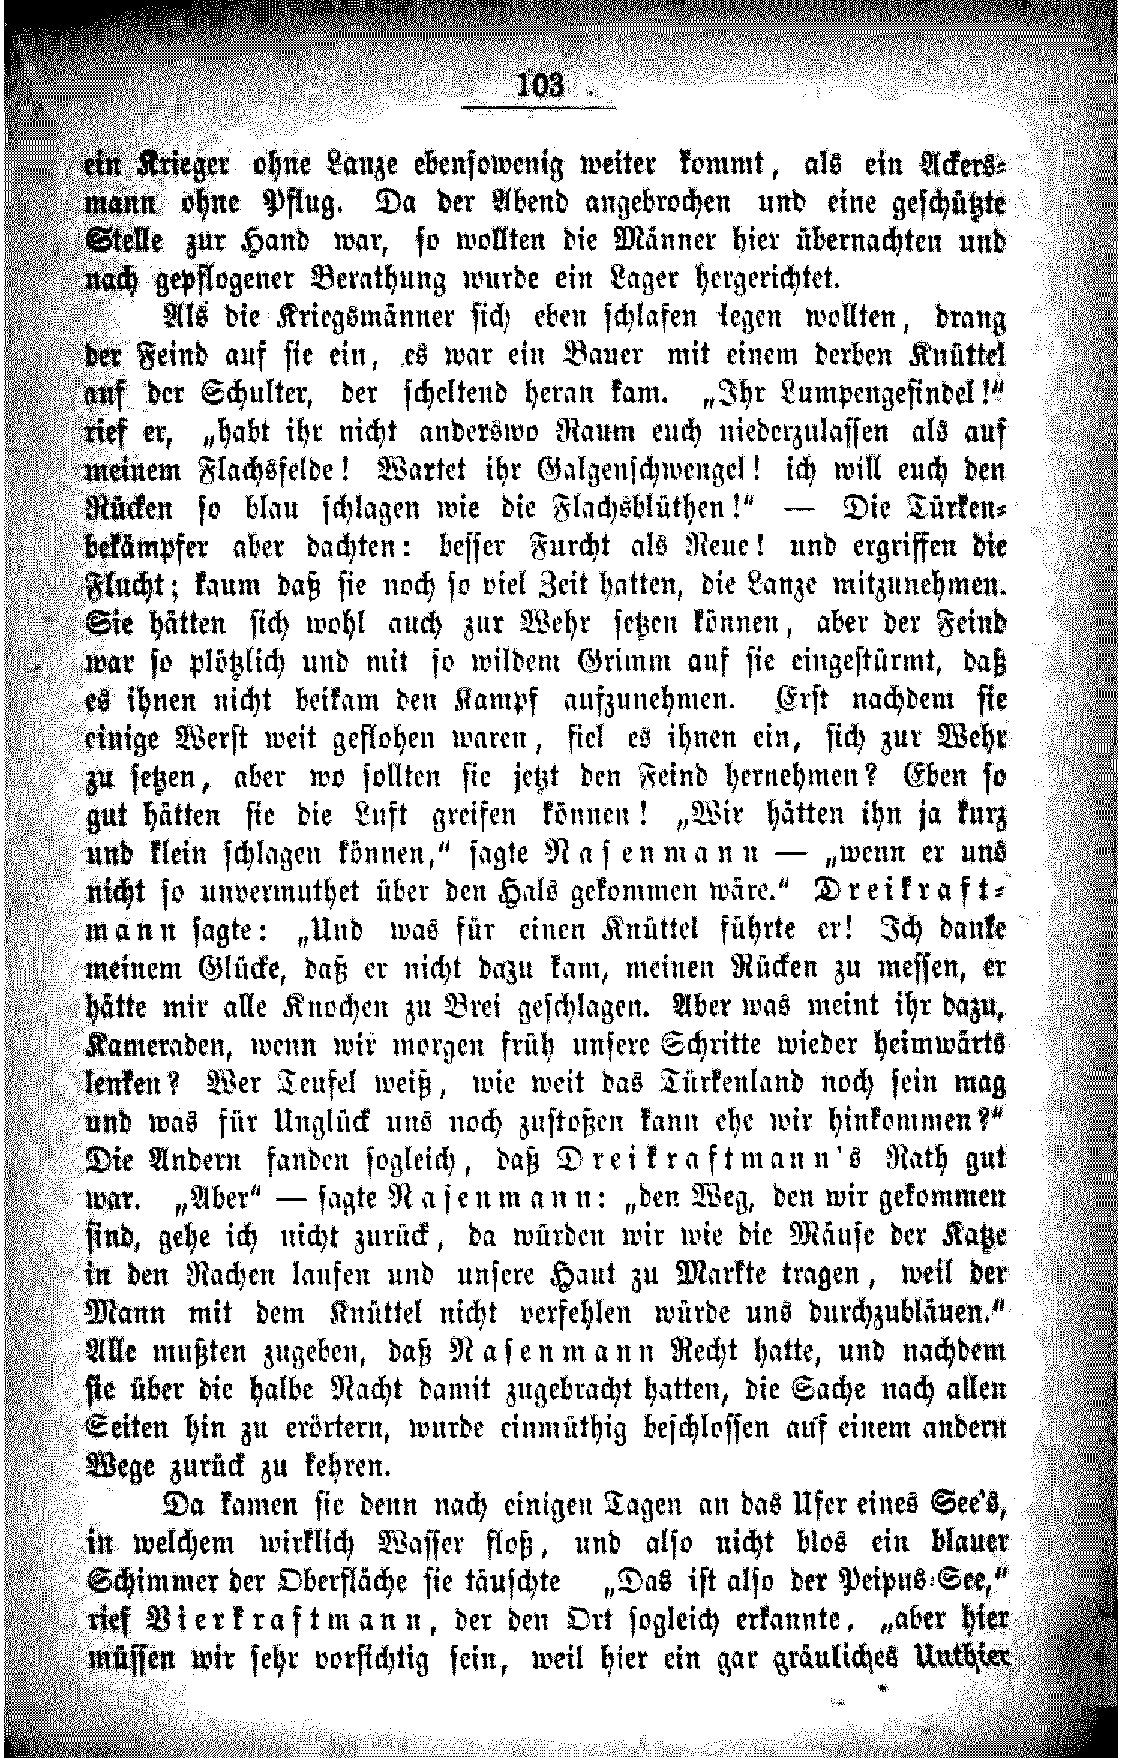 103
ein Krieger ohne Lanze ebensowenig weiter kommt, als ein Ackers-
mann ohne Pflug. Da der Abend angebrochen und eine geschützte
Stelle zur Hand war, so wollten die Männer hier übernachten und
nach gepflogener Berathung wurde ein Lager hergerichtet.
Als die Kriegsmänner sich eben schlafen legen wollten, drang
der Feind auf sie ein, es war ein Bauer mit einem derben Knüttel
auf der Schulter, der scheltend heran kam. „Ihr Lumpengesindel!“
rief er, „habt ihr nicht anderswo Raum euch niederzulassen als auf
meinem Flachsfelde! Wartet ihr Galgenschwengel! ich will euch den
Rücken so blau schlagen wie die Flachsblüthen!“ — Die Türken-
bekämpfer aber dachten: besser Furcht als Reue! und ergriffen die
Flucht; kaum daß sie noch so viel Zeit hatten, die Lanze mitzunehmen.
Sie hätten sich wohl auch zur Wehr setzen können, aber der Feind
war so plötzlich und mit so wildem Grimm auf sie eingestürmt, daß
es ihnen nicht beikam den Kampf aufzunehmen. Erst nachdem sie
einige Werst weit geflohen waren, fiel es ihnen ein, sich zur Wehr
zu setzen, aber wo sollten sie jetzt den Feind hernehmen? Eben so
gut hätten sie die Luft greifen können! „Wir hätten ihn ja kurz
und klein schlagen können,“ sagte Nasenmann — „wenn er uns
nicht so unvermuthet über den Hals gekommen wäre.“ Dreikraft-
mann sagte: „Und was für einen Knüttel führte er! Ich danke
meinem Glücke, daß er nicht dazu kam, meinen Rücken zu messen, er
hätte mir alle Knochen zu Brei geschlagen. Aber was meint ihr dazu,
Kameraden, wenn wir morgen früh unsere Schritte wieder heimwärts
lenken? Wer Teufel weiß, wie weit das Türkenland noch sein mag
und was für Unglück uns noch zustoßen kann ehe wir hinkommen?“
Die Andern fanden sogleich, daß Dreikraftmann's Rath gut
war. „Aber“ — sagte Nasenmann: „den Weg, den wir gekommen
sind, gehe ich nicht zurück, da würden wir wie die Mäuse der Katze
in den Rachen laufen und unsere Haut zu Markte tragen, weil der
Mann mit dem Knüttel nicht verfehlen würde uns durchzubläuen.“
Alle mußten zugeben, daß Nasenmann Recht hatte, und nachdem
sie über die halbe Nacht damit zugebracht hatten, die Sache nach allen
Seiten hin zu erörtern, wurde einmüthig beschlossen auf einem andern
Wege zurück zu kehren.
Da kamen sie denn nach einigen Tagen an das Ufer eines See's,
in welchem wirklich Wasser floß, und also nicht blos ein blauer
Schimmer der Oberfläche sie täuschte „Das ist also der Peipus-See,“
rief Vierkraftmann, der den Ort sogleich erkannte, „aber hier
müssen wir sehr vorsichtig sein, weil hier ein gar gräuliches Unthier